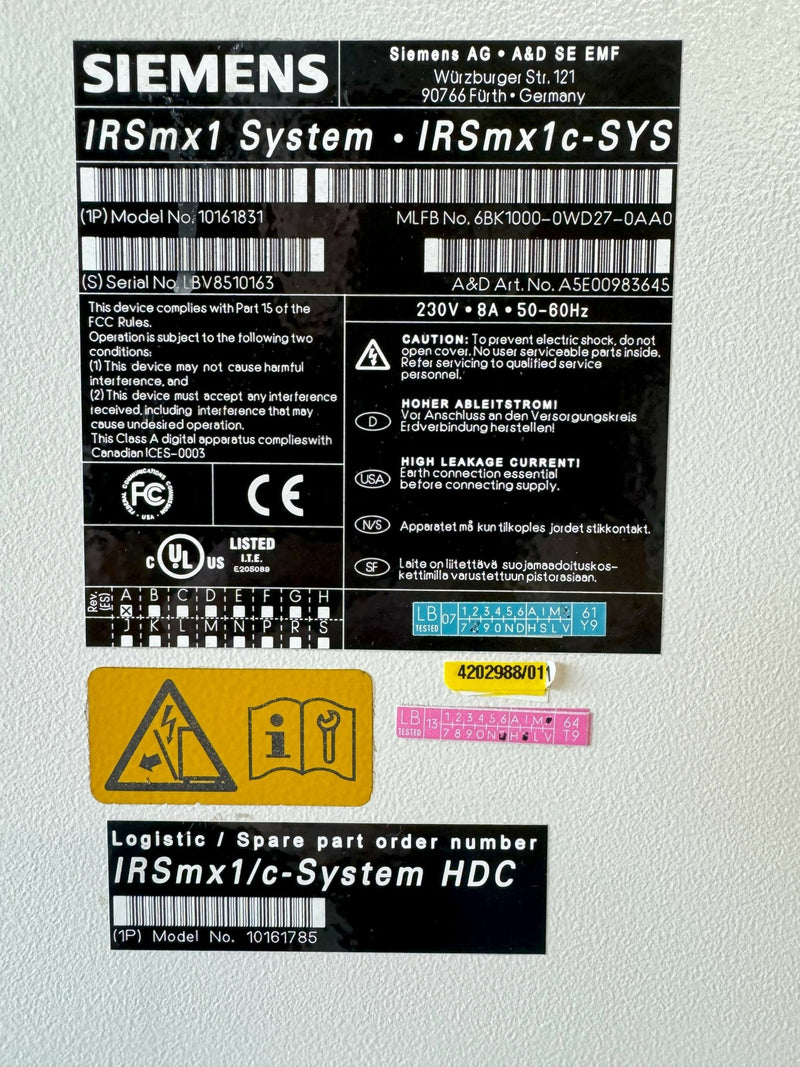 SIEMENS
Siemens AG • A&D SE EMF
Würzburger Str. 121
90766 Fürth • Germany
IRSmx1 System • IRSmx1c-SYS
(1P) Model No. 10161831
MLFB No. 6BK1000-0WD27-0AA0
(S) Serial No. LBV8510163
A&D Art. No. A5E00983645
This device complies with Part 15 of the
FCC Rules.
Operation is subject to the following two
conditions:
(1) This device may not cause harmful
interference, and
(2) This device must accept any interference
received, including interference that may
cause undesired operation.
This Class A digital apparatus complies with
Canadian ICES-0003
230V • 8A • 50-60Hz
CAUTION: To prevent electric shock, do not
open cover. No user serviceable parts inside.
Refer servicing to qualified service
personnel.
D
HOHER ABLEITSTROM!
Vor Anschluss an den Versorgungskreis
Erdverbindung herstellen!
USA
HIGH LEAKAGE CURRENT!
Earth connection essential
before connecting supply.
N/S
Apparatet må kun tilkoples jordet stikkontakt.
SF
Laite on liitettävä suojamaadoituskos-
kettimilla varustettuun pistorasiaan.
FEDERAL COMMUNICATIONS COMMISSION
FC
• USA •
CE
C UL US
LISTED
I.T.E.
E205089
Rev.
(ES)
A B C D E F G H
J K L M N P R S
LB
TESTED
07
1 2 3 4 5 6 A J M
7 9 0 N D H S L V
61
Y9
4202988/011
LB
TESTED
13
1 2 3 4 5 6 A J M
7 8 9 0 N H L V
64
T9
Logistic / Spare part order number
IRSmx1/c-System HDC
(1P) Model No. 10161785